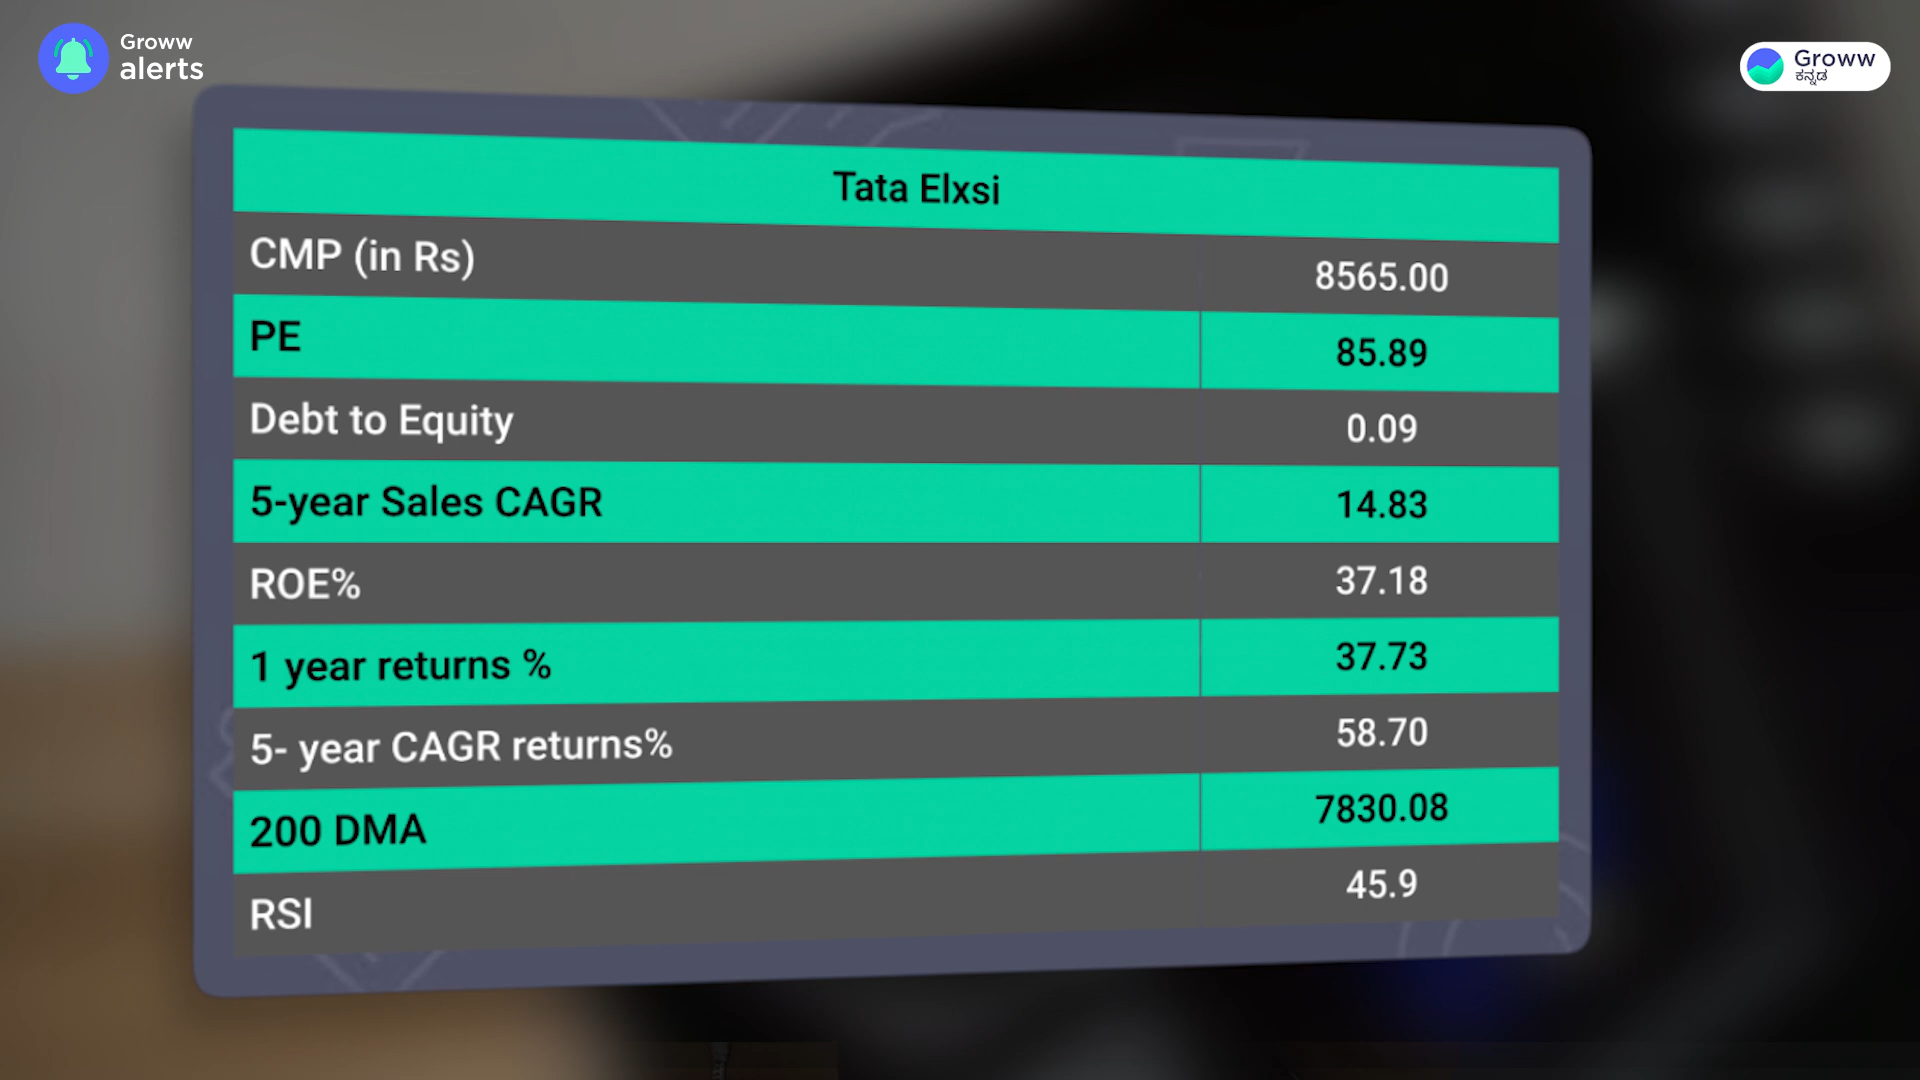 Groww
alerts
Groww
ಕನ್ನಡ
Tata Elxsi
CMP (in Rs) 8565.00
PE 85.89
Debt to Equity 0.09
5-year Sales CAGR 14.83
ROE% 37.18
1 year returns % 37.73
5- year CAGR returns% 58.70
200 DMA 7830.08
RSI 45.9